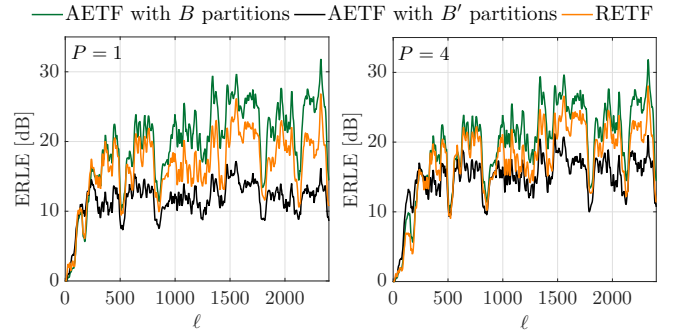 AETF with B partitions AETF with B′ partitions RETF
P = 1
P = 4
ERLE [dB]
30
20
10
0
0 500 1000 1500 2000
ℓ
ERLE [dB]
30
20
10
0
0 500 1000 1500 2000
ℓ